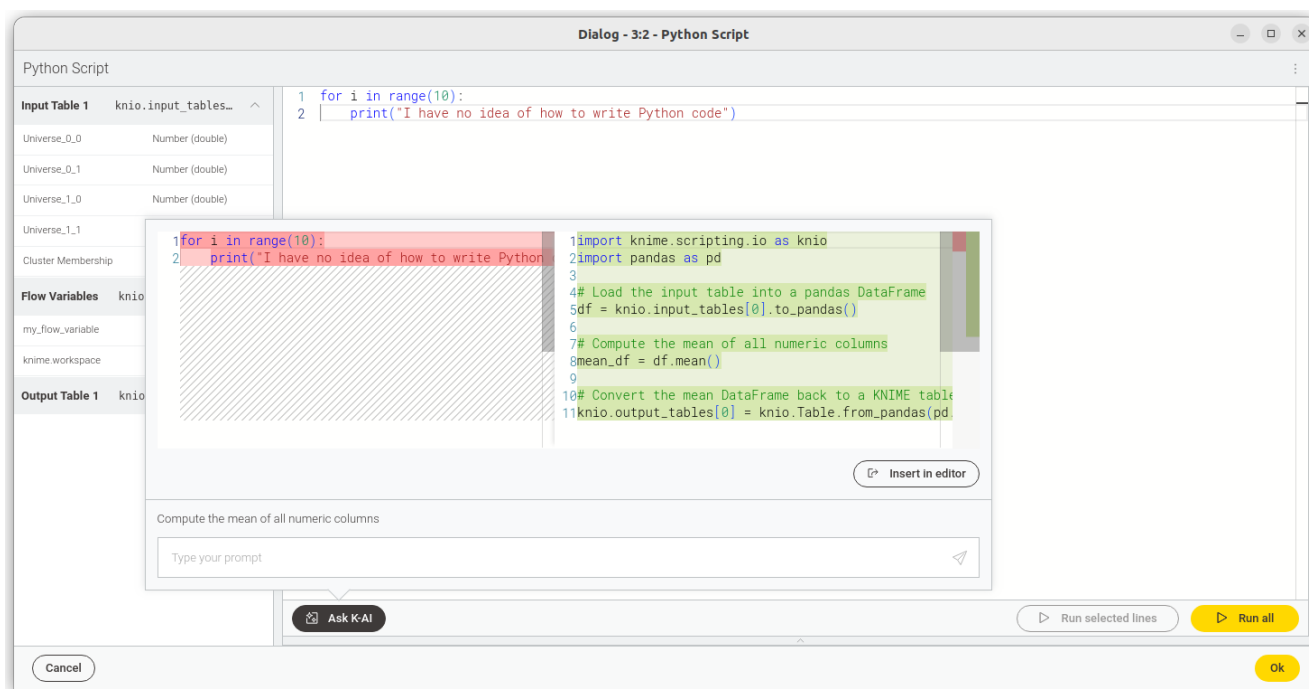 Dialog - 3:2 - Python Script
Python Script
Input Table 1 knio.input_tables…
Universe_0_0 Number (double)
Universe_0_1 Number (double)
Universe_1_0 Number (double)
Universe_1_1
Cluster Membership
Flow Variables knio
my_flow_variable
knime.workspace
Output Table 1 knio
1 for i in range(10):
2 print("I have no idea of how to write Python code")
1 for i in range(10):
2 print("I have no idea of how to write Python
1 import knime.scripting.io as knio
2 import pandas as pd
3
4 # Load the input table into a pandas DataFrame
5 df = knio.input_tables[0].to_pandas()
6
7 # Compute the mean of all numeric columns
8 mean_df = df.mean()
9
10 # Convert the mean DataFrame back to a KNIME table
11 knio.output_tables[0] = knio.Table.from_pandas(pd.
Insert in editor
Compute the mean of all numeric columns
Type your prompt
Ask K-AI
Run selected lines
Run all
Cancel
Ok